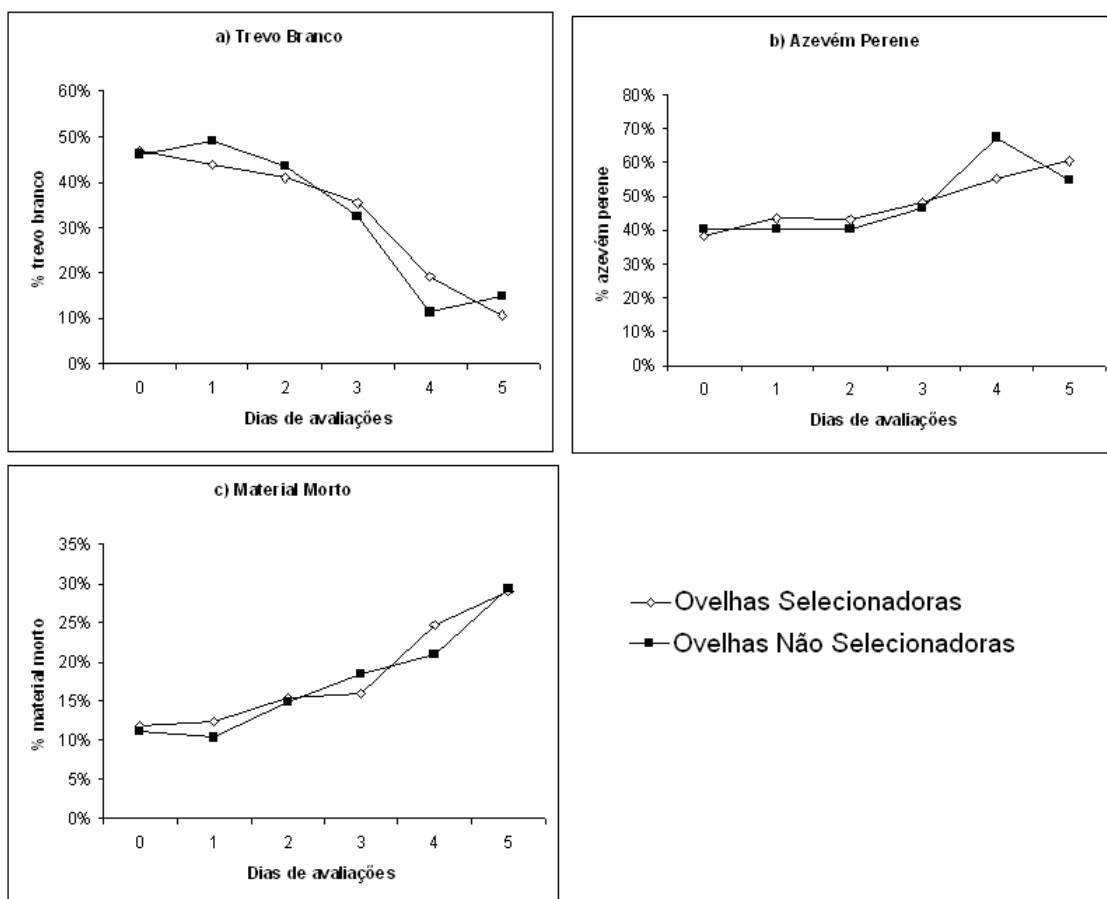 a) Trevo Branco
60%
50%
40%
30%
20%
10%
0%
% trevo branco
0 1 2 3 4 5
Dias de avaliações
b) Azevém Perene
80%
70%
60%
50%
40%
30%
20%
10%
0%
% azevém perene
0 1 2 3 4 5
Dias de avaliações
c) Material Morto
35%
30%
25%
20%
15%
10%
5%
0%
% material morto
0 1 2 3 4 5
Dias de avaliações
Ovelhas Selecionadoras
Ovelhas Não Selecionadoras